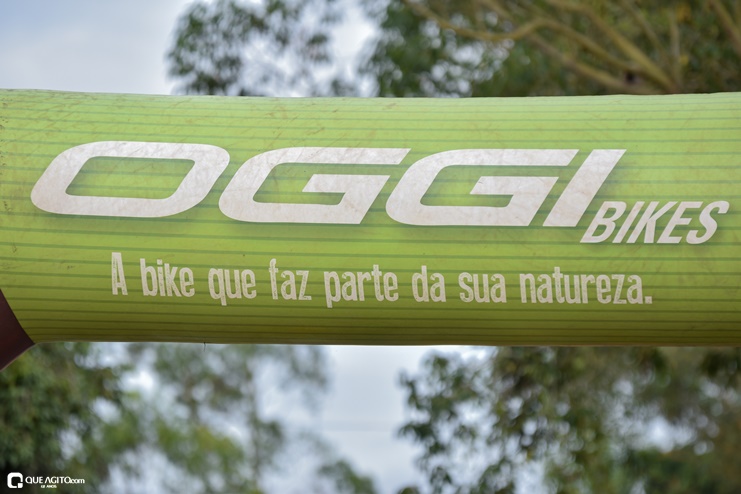 OGGI BIKES
A bike que faz parte da sua natureza.
QUE AGITO.com